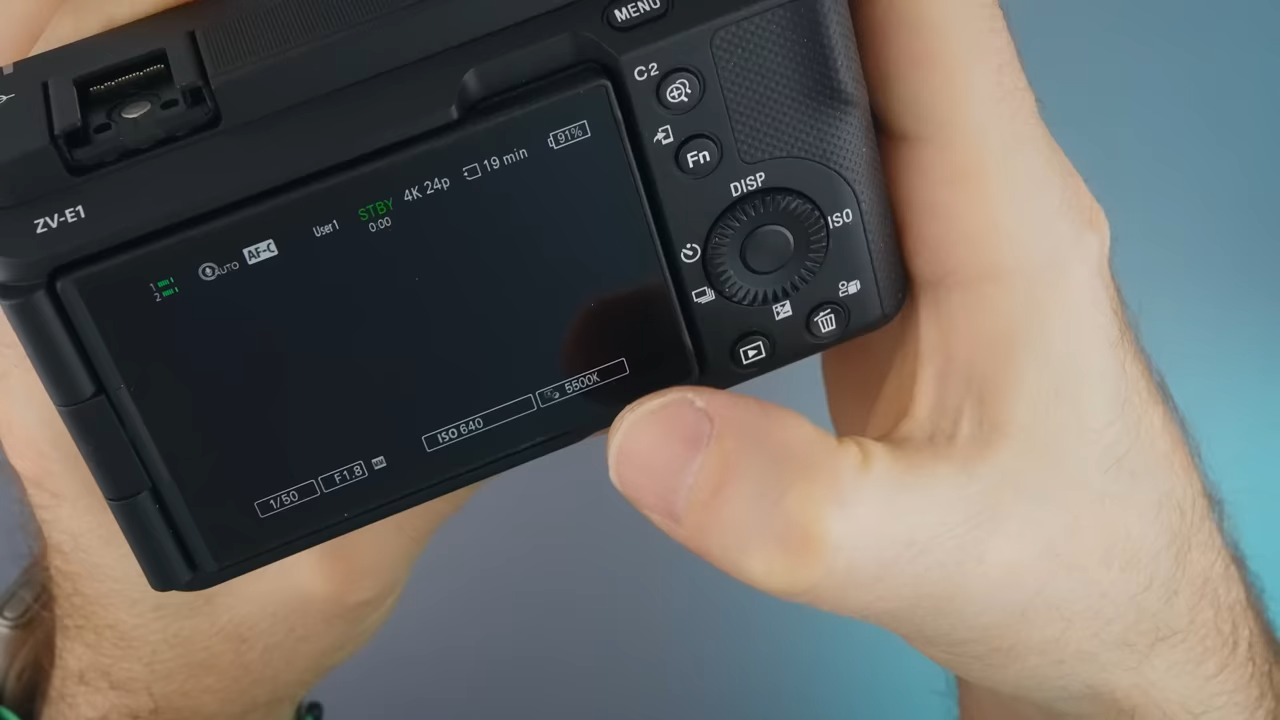 MENU
C2
Fn
DISP
ISO
ZV-E1
91%
19 min
4K 24p
STBY
0:00
User1
AF-C
AUTO
1
2
5500K
ISO 640
F1.8
1/50